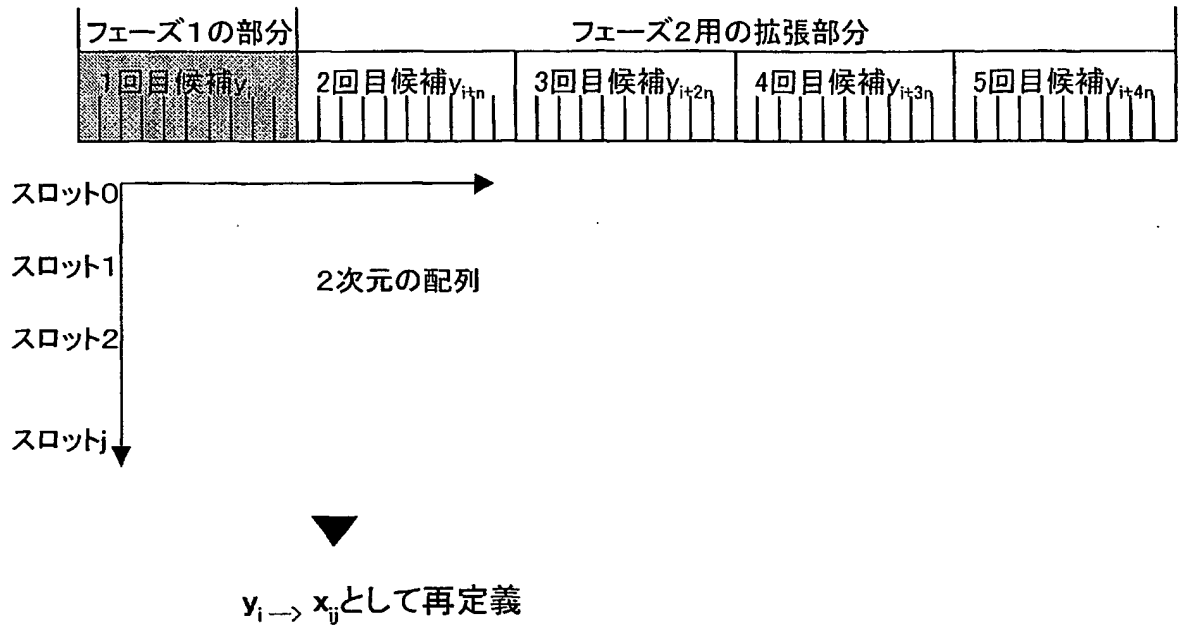 フェーズ1の部分 フェーズ2用の拡張部分
1回目候補yi 2回目候補yi+n 3回目候補yi+2n 4回目候補yi+3n 5回目候補yi+4n
スロット0
スロット1
2次元の配列
スロット2
スロットj
yi→ xijとして再定義